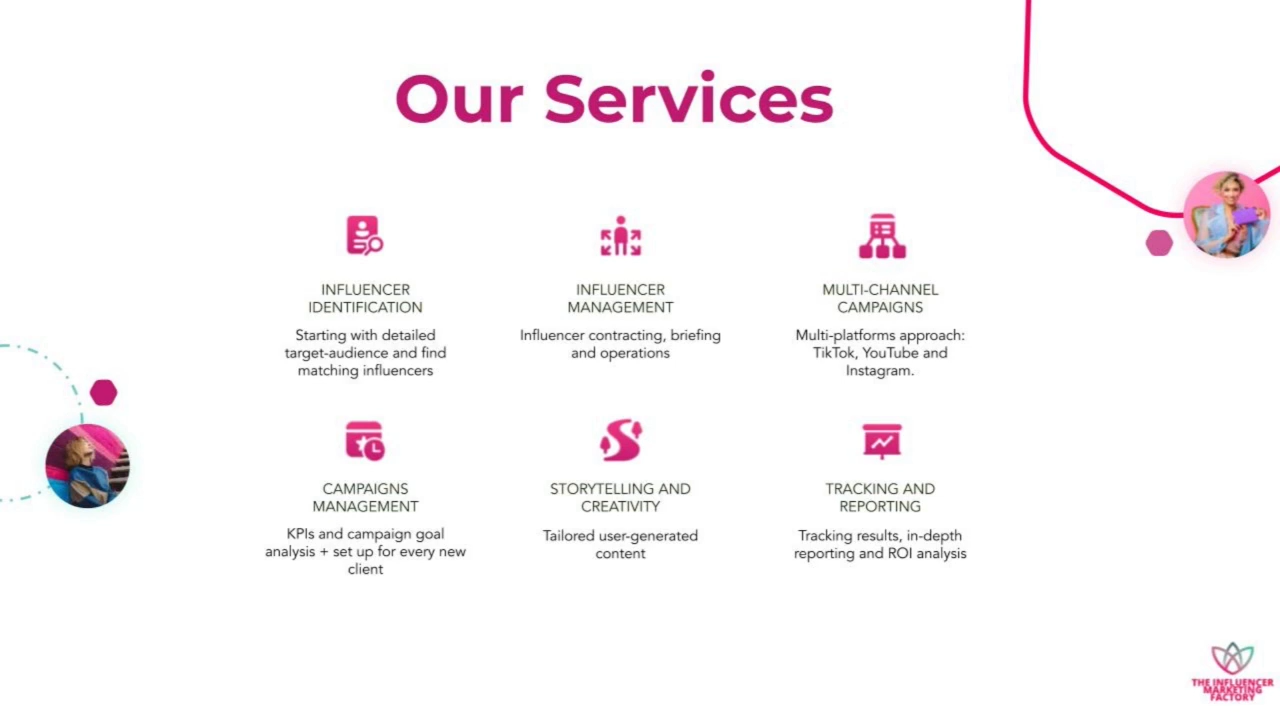 Our Services
INFLUENCER
IDENTIFICATION
Starting with detailed
target-audience and find
matching influencers
INFLUENCER
MANAGEMENT
Influencer contracting, briefing
and operations
MULTI-CHANNEL
CAMPAIGNS
Multi-platforms approach:
TikTok, YouTube and
Instagram.
CAMPAIGNS
MANAGEMENT
KPIs and campaign goal
analysis + set up for every new
client
STORYTELLING AND
CREATIVITY
Tailored user-generated
content
TRACKING AND
REPORTING
Tracking results, in-depth
reporting and ROI analysis
THE INFLUENCER
MARKETING
FACTORY